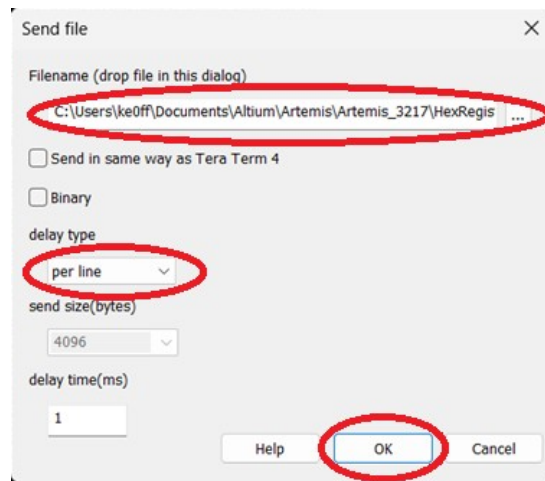 Send file
Filename (drop file in this dialog)
C:\Users\ke0ff\Documents\Altium\Artemis\Artemis_3217\HexRegis ...
Send in same way as Tera Term 4
Binary
delay type
per line
send size(bytes)
4096
delay time(ms)
1
Help OK Cancel